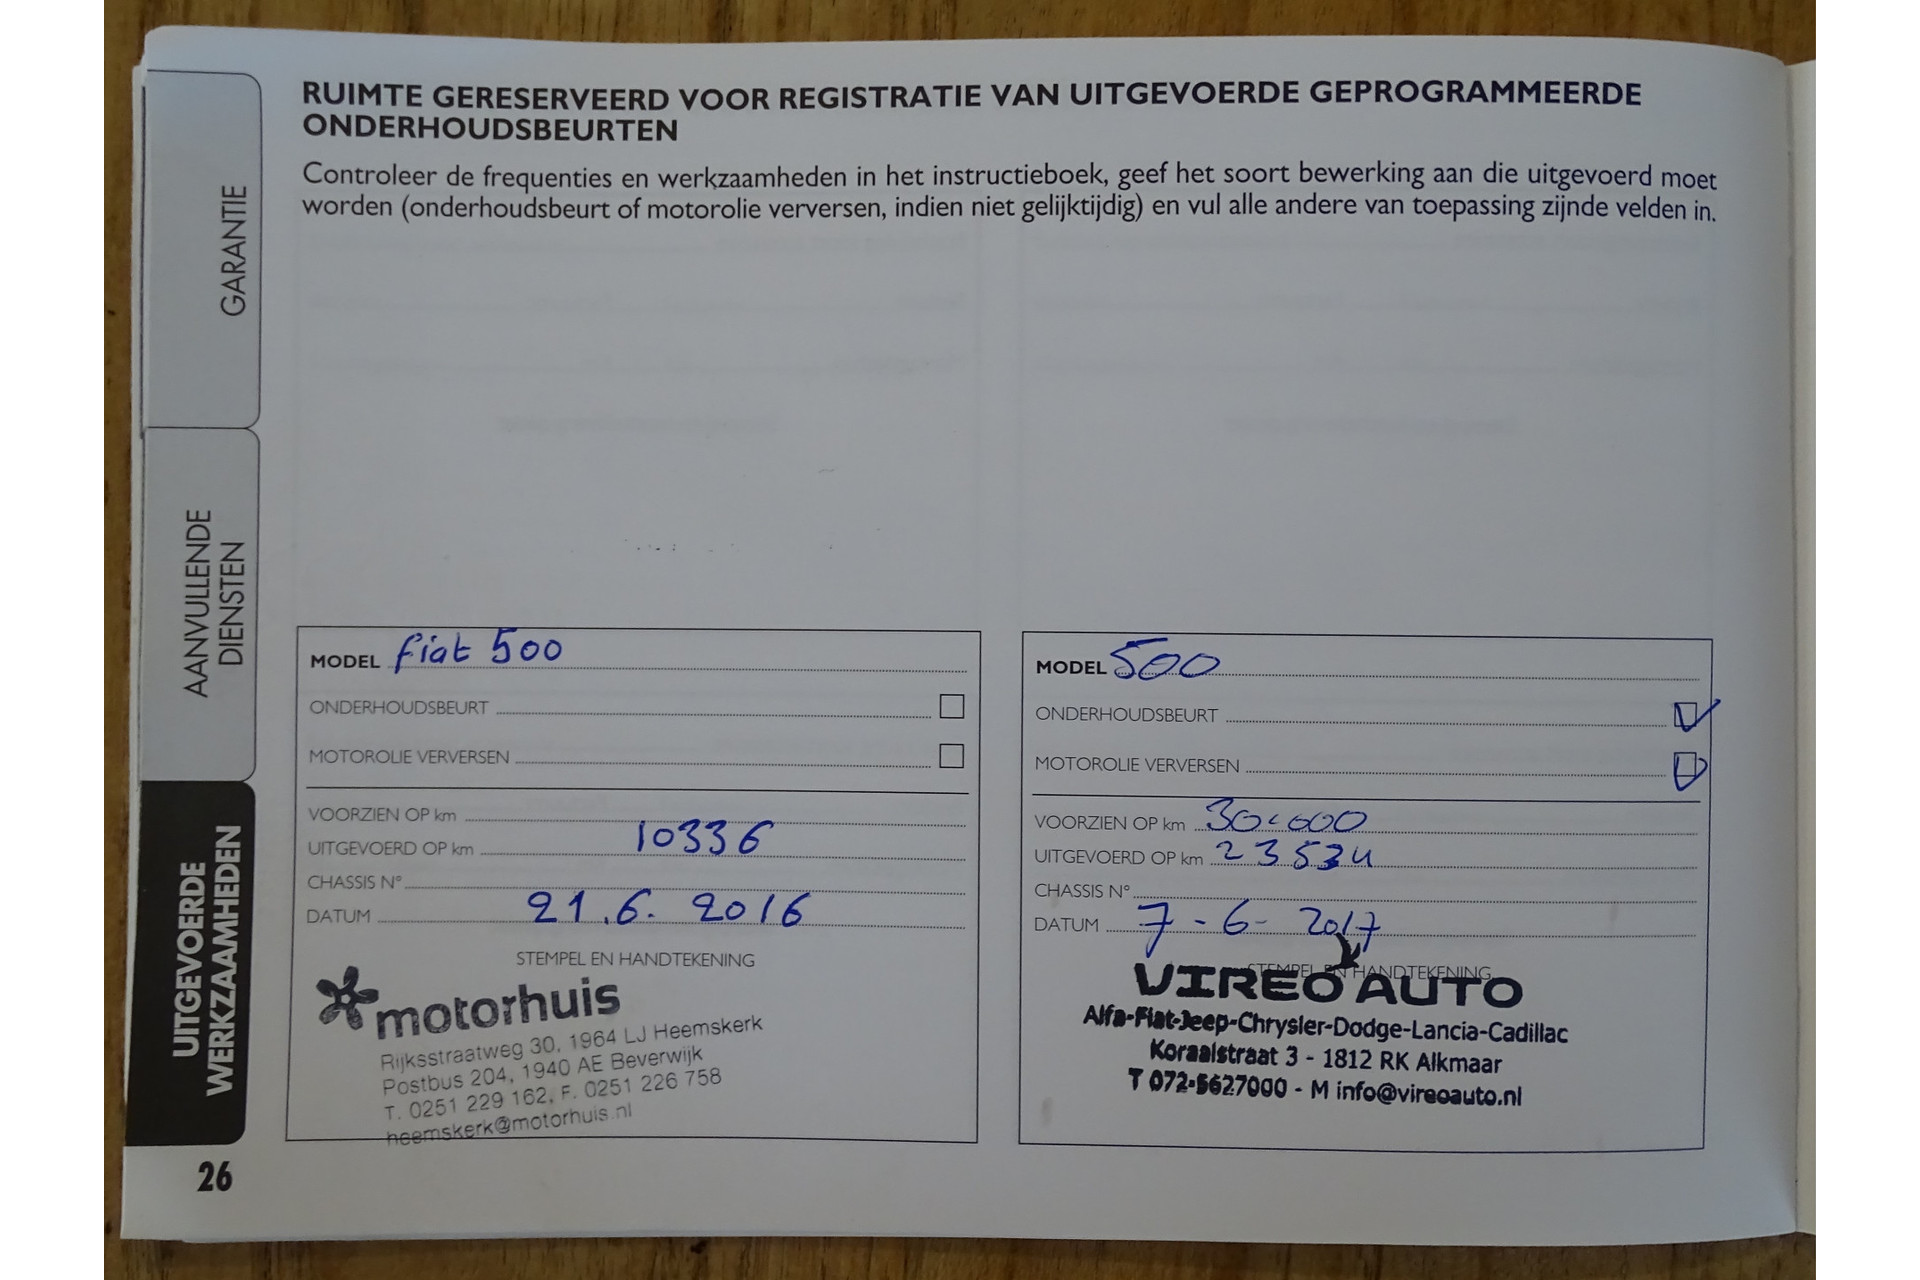 RUIMTE GERESERVEERD VOOR REGISTRATIE VAN UITGEVOERDE GEPROGRAMMEERDE
ONDERHOUDSBEURTEN
Controleer de frequenties en werkzaamheden in het instructieboek, geef het soort bewerking aan die uitgevoerd moet
worden (onderhoudsbeurt of motorolie verversen, indien niet gelijktijdig) en vul alle andere van toepassing zijnde velden in.
GARANTIE
AANVULLENDE
DIENSTEN
UITGEVOERDE
WERKZAAMHEDEN
MODEL fiat 500
ONDERHOUDSBEURT
MOTOROLIE VERVERSEN
VOORZIEN OP km
UITGEVOERD OP km 10336
CHASSIS N°
DATUM 21.6.2016
STEMPEL EN HANDTEKENING
motorhuis
Rijksstraatweg 30, 1964 LJ Heemskerk
Postbus 204, 1940 AE Beverwijk
T. 0251 229 162, F. 0251 226 758
heemskerk@motorhuis.nl
MODEL 500
ONDERHOUDSBEURT
MOTOROLIE VERVERSEN
VOORZIEN OP km 30.000
UITGEVOERD OP km 23534
CHASSIS N°
DATUM 7-6-2017
STEMPEL EN HANDTEKENING
VIREO AUTO
Alfa-Fiat-Jeep-Chrysler-Dodge-Lancia-Cadillac
Koraalstraat 3 - 1812 RK Alkmaar
T 072-5627000 - M info@vireoauto.nl
26